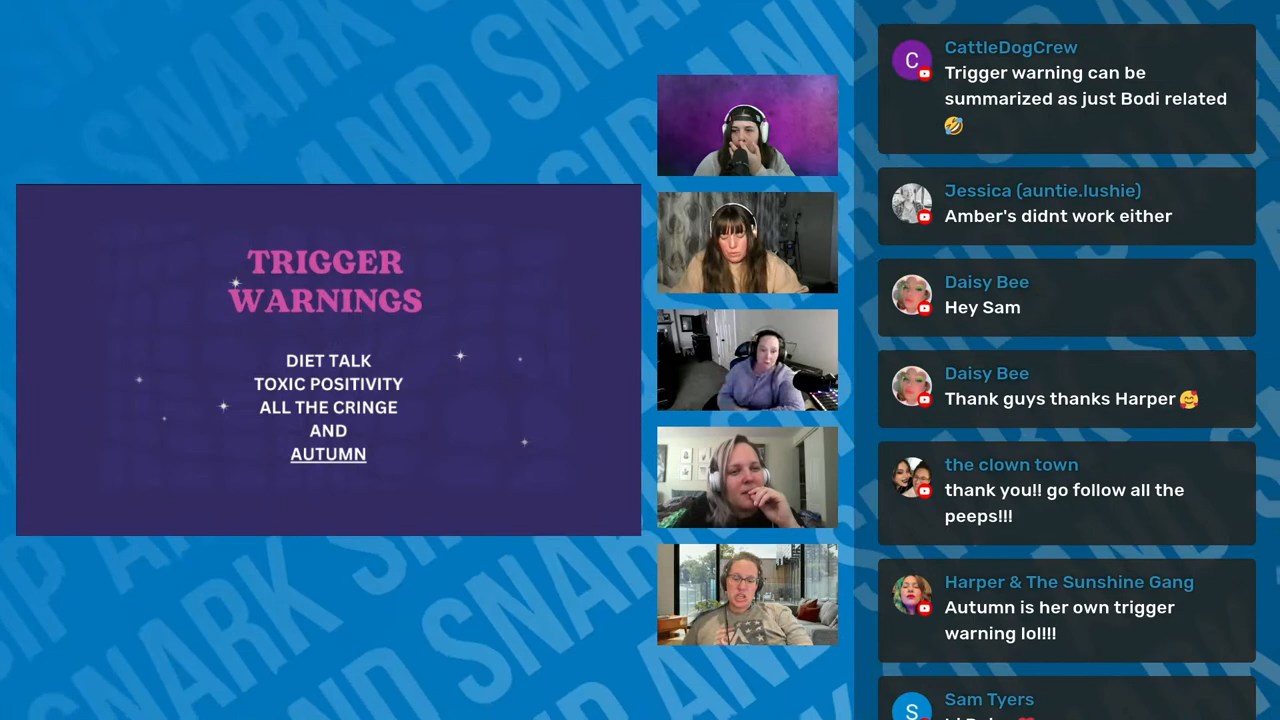 TRIGGER
WARNINGS
DIET TALK
TOXIC POSITIVITY
ALL THE CRINGE
AND
AUTUMN
CattleDogCrew
Trigger warning can be
summarized as just Bodi related
🤣
Jessica (auntie.lushie)
Amber's didnt work either
Daisy Bee
Hey Sam
Daisy Bee
Thank guys thanks Harper 🥰
the clown town
thank you!! go follow all the
peeps!!!
Harper & The Sunshine Gang
Autumn is her own trigger
warning lol!!!
Sam Tyers
SIP AND SNARK
C
S